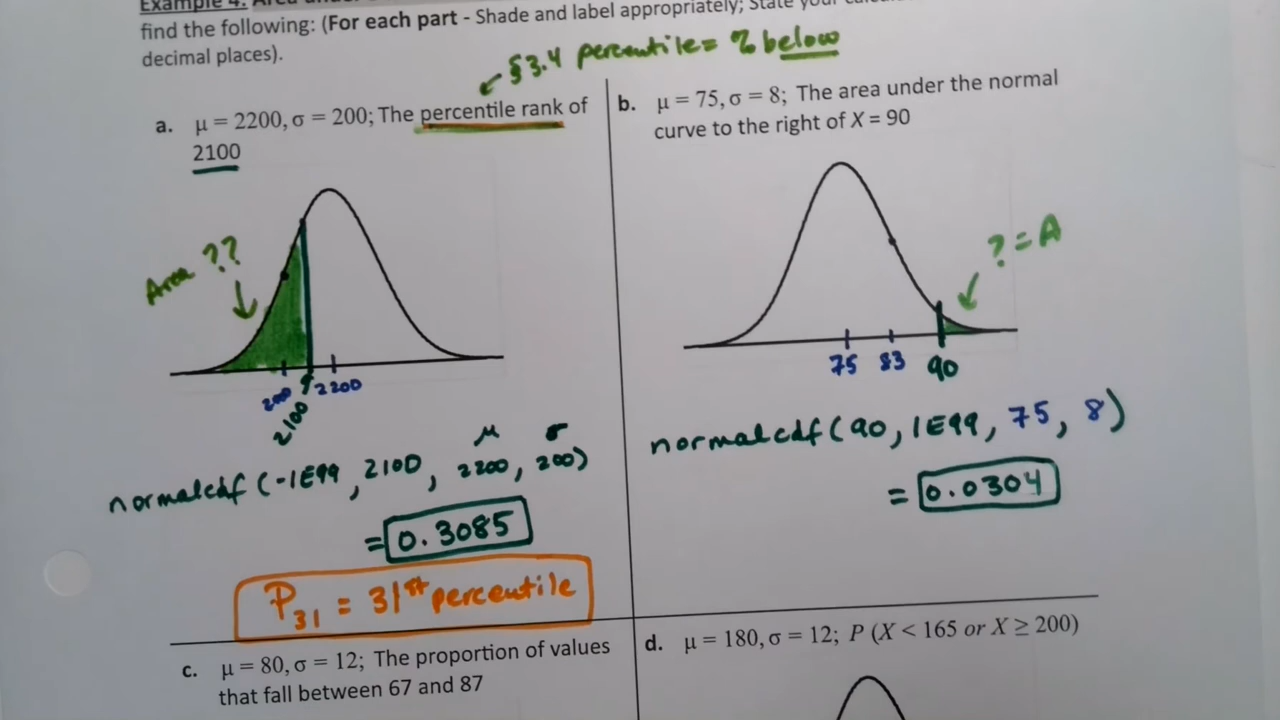 Example 4: Area under
find the following: (For each part - Shade and label appropriately; State your
decimal places).
§3.4 percentile = % below
a. μ = 2200, σ = 200; The percentile rank of
2100
Area ??
2200
2100
normalcdf (-1E99, 2100, 2200, 200)
μ σ
= 0.3085
P31 = 31st percentile
b. μ = 75, σ = 8; The area under the normal
curve to the right of X = 90
? = A
75 83 90
normalcdf (90, 1E99, 75, 8)
= 0.0304
c. μ = 80, σ = 12; The proportion of values
that fall between 67 and 87
d. μ = 180, σ = 12; P (X < 165 or X ≥ 200)